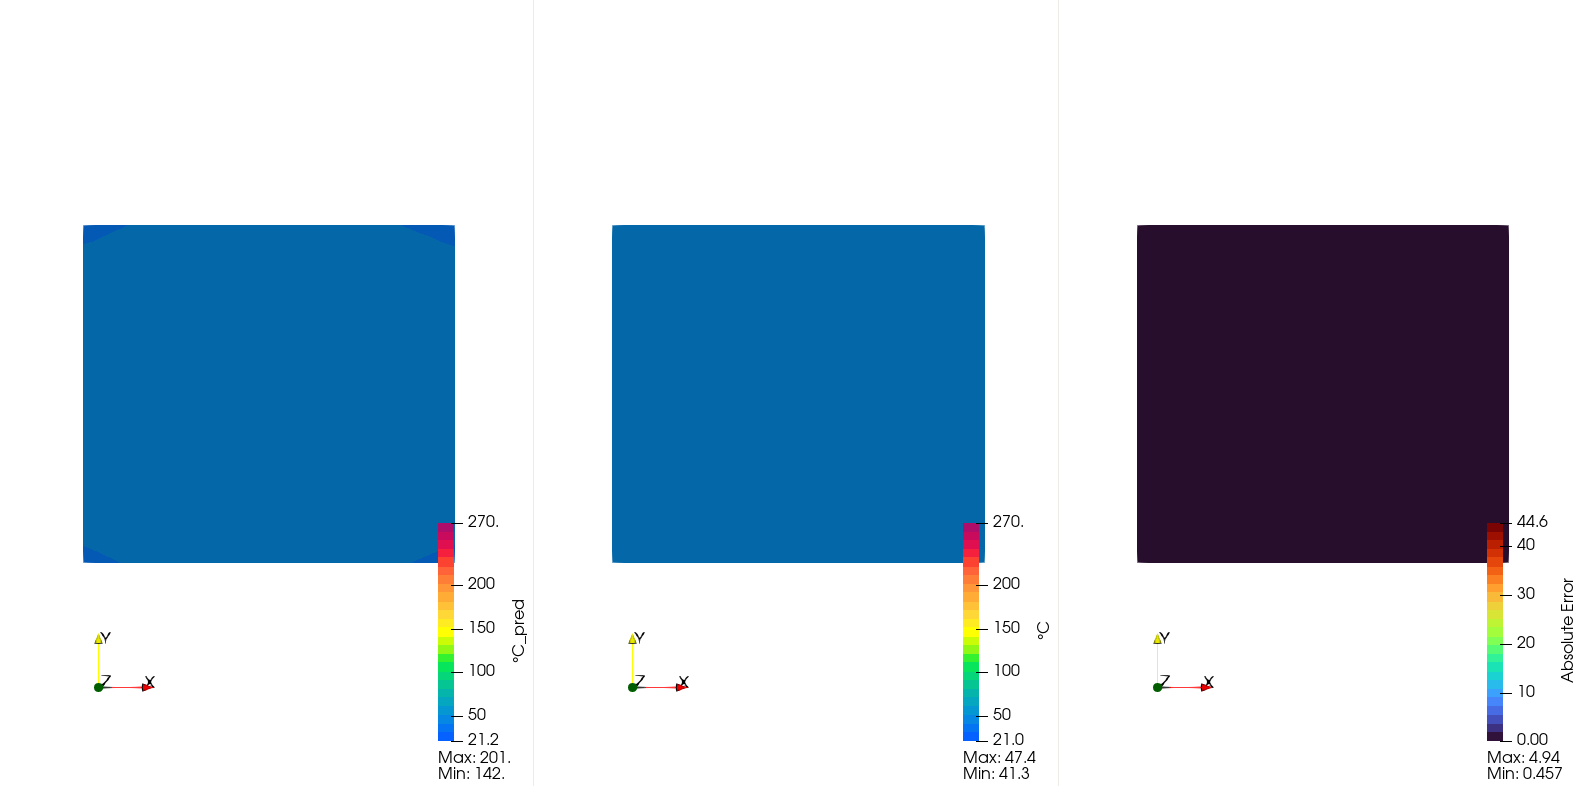 270.
200
150
100
50
21.2
°C_pred
Max: 201.
Min: 142.
Y
Z
X
270.
200
150
100
50
21.0
°C
Max: 47.4
Min: 41.3
Y
Z
X
44.6
40
30
20
10
0.00
Absolute Error
Max: 4.94
Min: 0.457
Y
Z
X